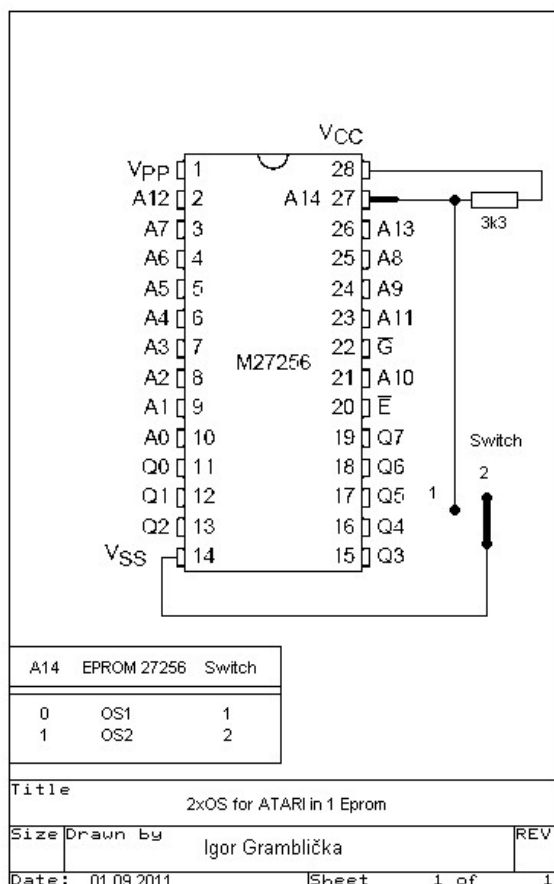 VCC
VPP 1 28
A12 2 A14 27
A7 3 26 A13
A6 4 25 A8
A5 5 24 A9
A4 6 23 A11
A3 7 22 G̅
M27256
A2 8 21 A10
A1 9 20 E̅
A0 10 19 Q7
Switch
Q0 11 18 Q6
2
Q1 12 17 Q5
1
Q2 13 16 Q4
VSS 14 15 Q3
3k3
A14 EPROM 27256 Switch
0 OS1 1
1 OS2 2
Title
2xOS for ATARI in 1 Eprom
Size Drawn by REV
Igor Gramblička
Date: 01.09.2011 Sheet 1 of 1